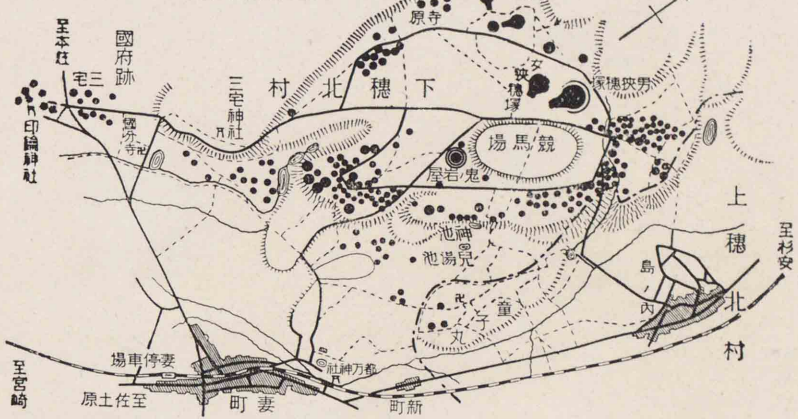 至本荘
國府跡
三宅
印鑰神社
國分寺
三宅神社
下穂北村
寺原
女狹穂塚
男狹穂塚
競馬場
鬼ノ岩屋
上穂北村
至杉安
神池
兒湯池
島ノ内
童子丸
妻停車場
至宮崎
至佐土原
妻町
都万神社
新町